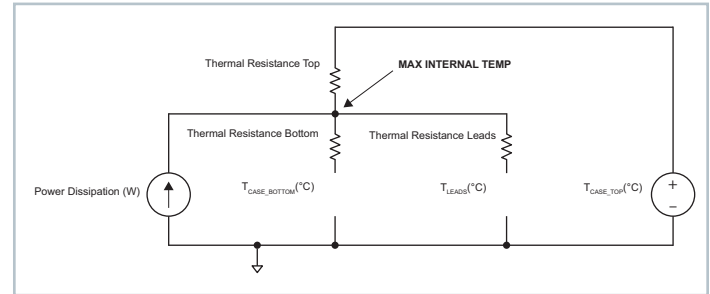 Thermal Resistance Top
MAX INTERNAL TEMP
Thermal Resistance Bottom
Thermal Resistance Leads
Power Dissipation (W)
T_CASE_BOTTOM(°C)
T_LEADS(°C)
T_CASE_TOP(°C)
+
–